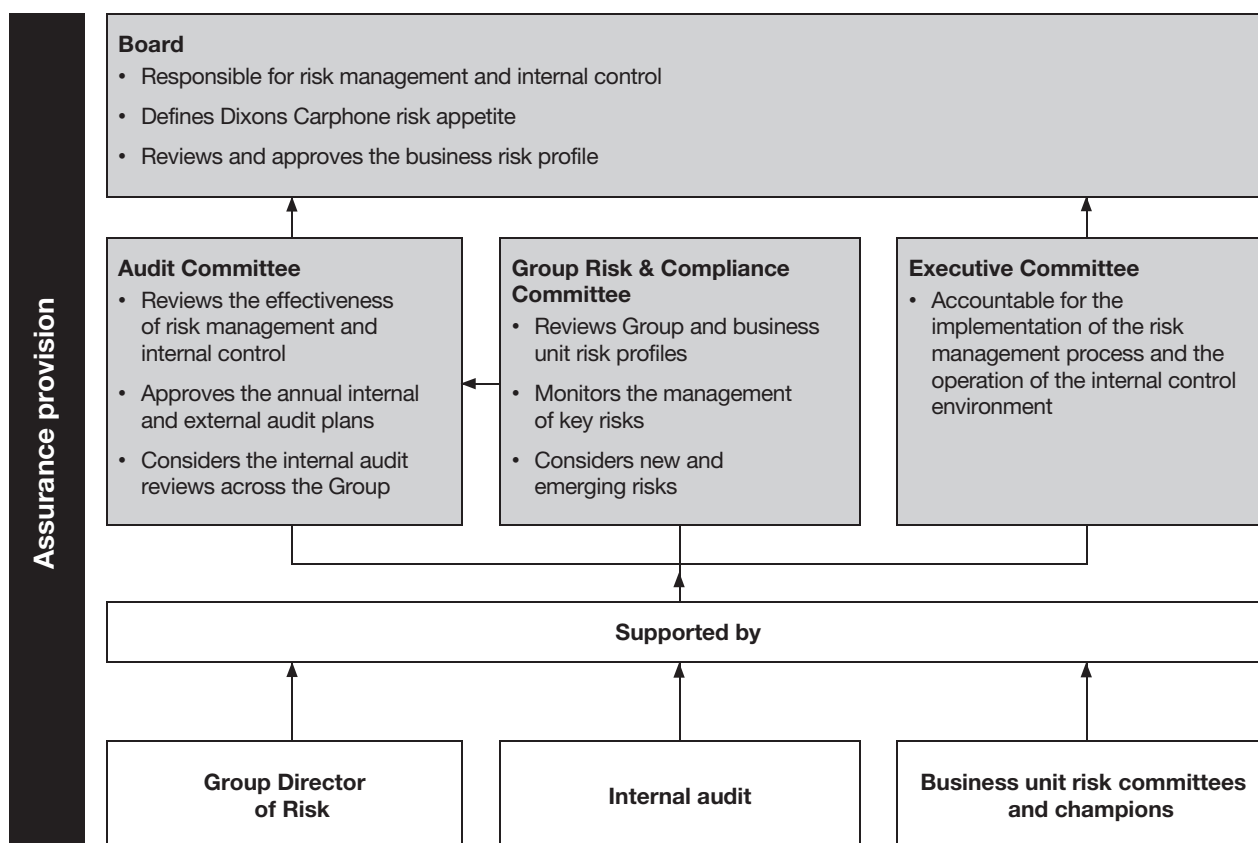 Assurance provision
Board
• Responsible for risk management and internal control
• Defines Dixons Carphone risk appetite
• Reviews and approves the business risk profile
Audit Committee
• Reviews the effectiveness
of risk management and
internal control
• Approves the annual internal
and external audit plans
• Considers the internal audit
reviews across the Group
Group Risk & Compliance
Committee
• Reviews Group and business
unit risk profiles
• Monitors the management
of key risks
• Considers new and
emerging risks
Executive Committee
• Accountable for the
implementation of the risk
management process and the
operation of the internal control
environment
Supported by
Group Director
of Risk
Internal audit
Business unit risk committees
and champions